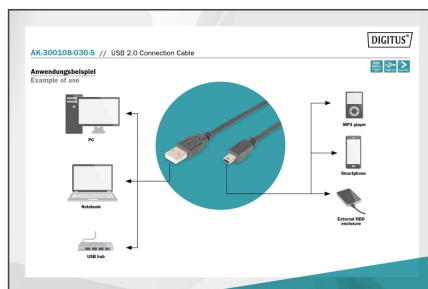 DIGITUS®
AK-300108-030-S // USB 2.0 Connection Cable
Anwendungsbeispiel
Example of use
PC
Notebook
USB hub
MP3 player
Smartphone
External HDD
enclosure